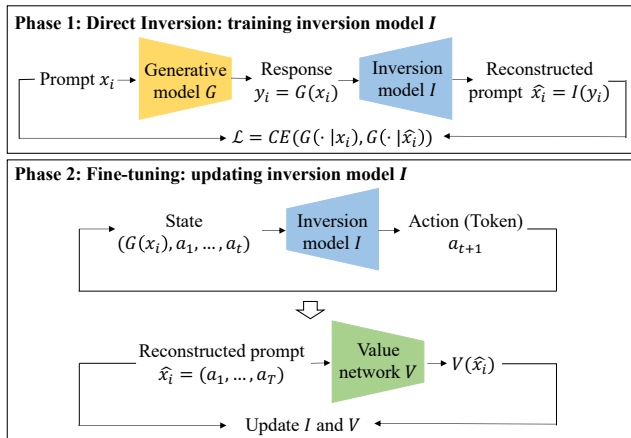 Phase 1: Direct Inversion: training inversion model I
Prompt xᵢ
Generative
model G
Response
yᵢ = G(xᵢ)
Inversion
model I
Reconstructed
prompt x̂ᵢ = I(yᵢ)
ℒ = CE(G(· |xᵢ), G(· |x̂ᵢ))
Phase 2: Fine-tuning: updating inversion model I
State
(G(xᵢ), a₁, … , aₜ)
Inversion
model I
Action (Token)
aₜ₊₁
Reconstructed prompt
x̂ᵢ = (a₁, … , a_T)
Value
network V
V(x̂ᵢ)
Update I and V